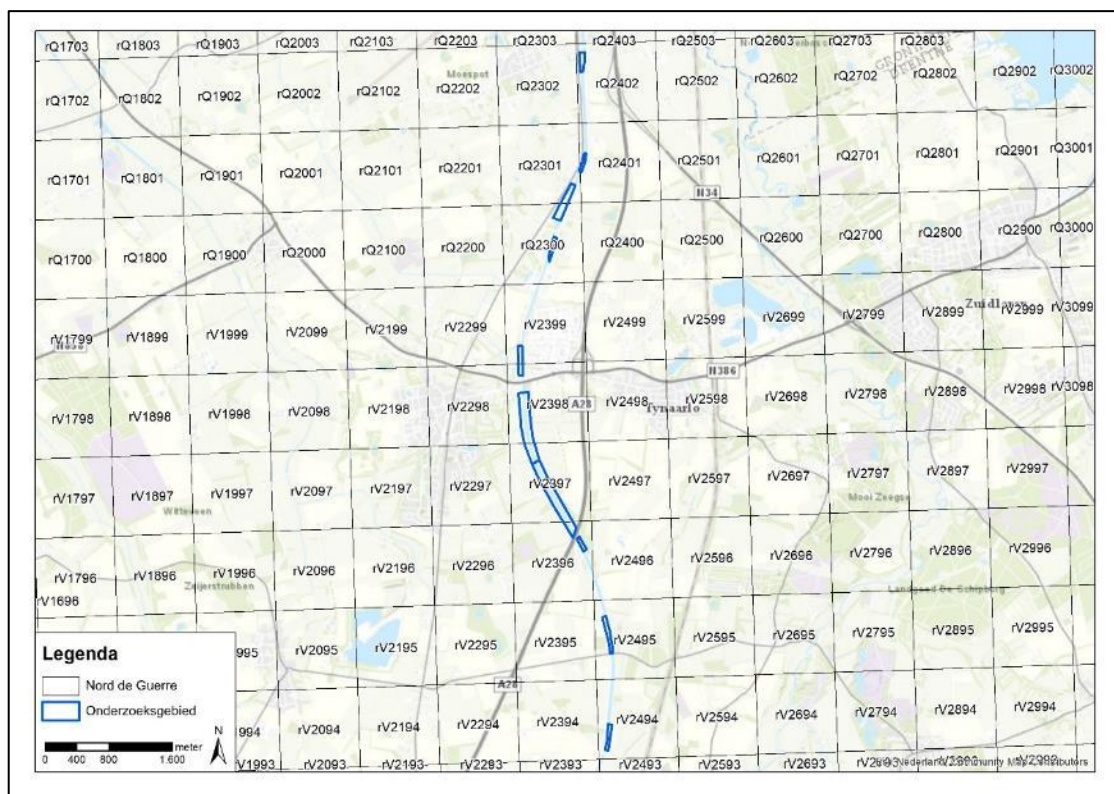 rQ1703 rQ1803 rQ1903 rQ2003 rQ2103 rQ2203 rQ2303 rQ2403 rQ2503 rQ2603 rQ2703 rQ2803
Moespot
DRENTHE
rQ1702 rQ1802 rQ1902 rQ2002 rQ2102 rQ2202 rQ2302 rQ2402 rQ2502 rQ2602 rQ2702 rQ2802 rQ2902 rQ3002
rQ1701 rQ1801 rQ1901 rQ2001 rQ2101 rQ2201 rQ2301 rQ2401 rQ2501 rQ2601 rQ2701 rQ2801 rQ2901 rQ3001
N34
rQ1700 rQ1800 rQ1900 rQ2000 rQ2100 rQ2200 rQ2300 rQ2400 rQ2500 rQ2600 rQ2700 rQ2800 rQ2900 rQ3000
rV1799 rV1899 rV1999 rV2099 rV2199 rV2299 rV2399 rV2499 rV2599 rV2699 rV2799 rV2899 rV2999 rV3099
N386
rV1798 rV1898 rV1998 rV2098 rV2198 rV2298 rV2398 A28 rV2498 rV2598 rV2698 rV2798 rV2898 rV2998 rV3098
Tynaarlo
rV1797 rV1897 rV1997 rV2097 rV2197 rV2297 rV2397 rV2497 rV2597 rV2697 rV2797 rV2897 rV2997
Witteveen
Mooi Zeegse
rV1796 rV1896 rV1996 rV2096 rV2196 rV2296 rV2396 rV2496 rV2596 rV2696 rV2796 rV2896 rV2996
Zeijerstrubben
Landgoed De Schipborg
rV1696
995 rV2095 rV2195 rV2295 rV2395 rV2495 rV2595 rV2695 rV2795 rV2895 rV2995
A28
994 rV2094 rV2194 rV2294 rV2394 rV2494 rV2594 rV2694 rV2794 rV2894 rV2994
rV1993 rV2093 rV2193 rV2293 rV2393 rV2493 rV2593 rV2693
Nederland, Community Map Contributors
Legenda
Nord de Guerre
Onderzoeksgebied
N
0 400 800 1.600 meter